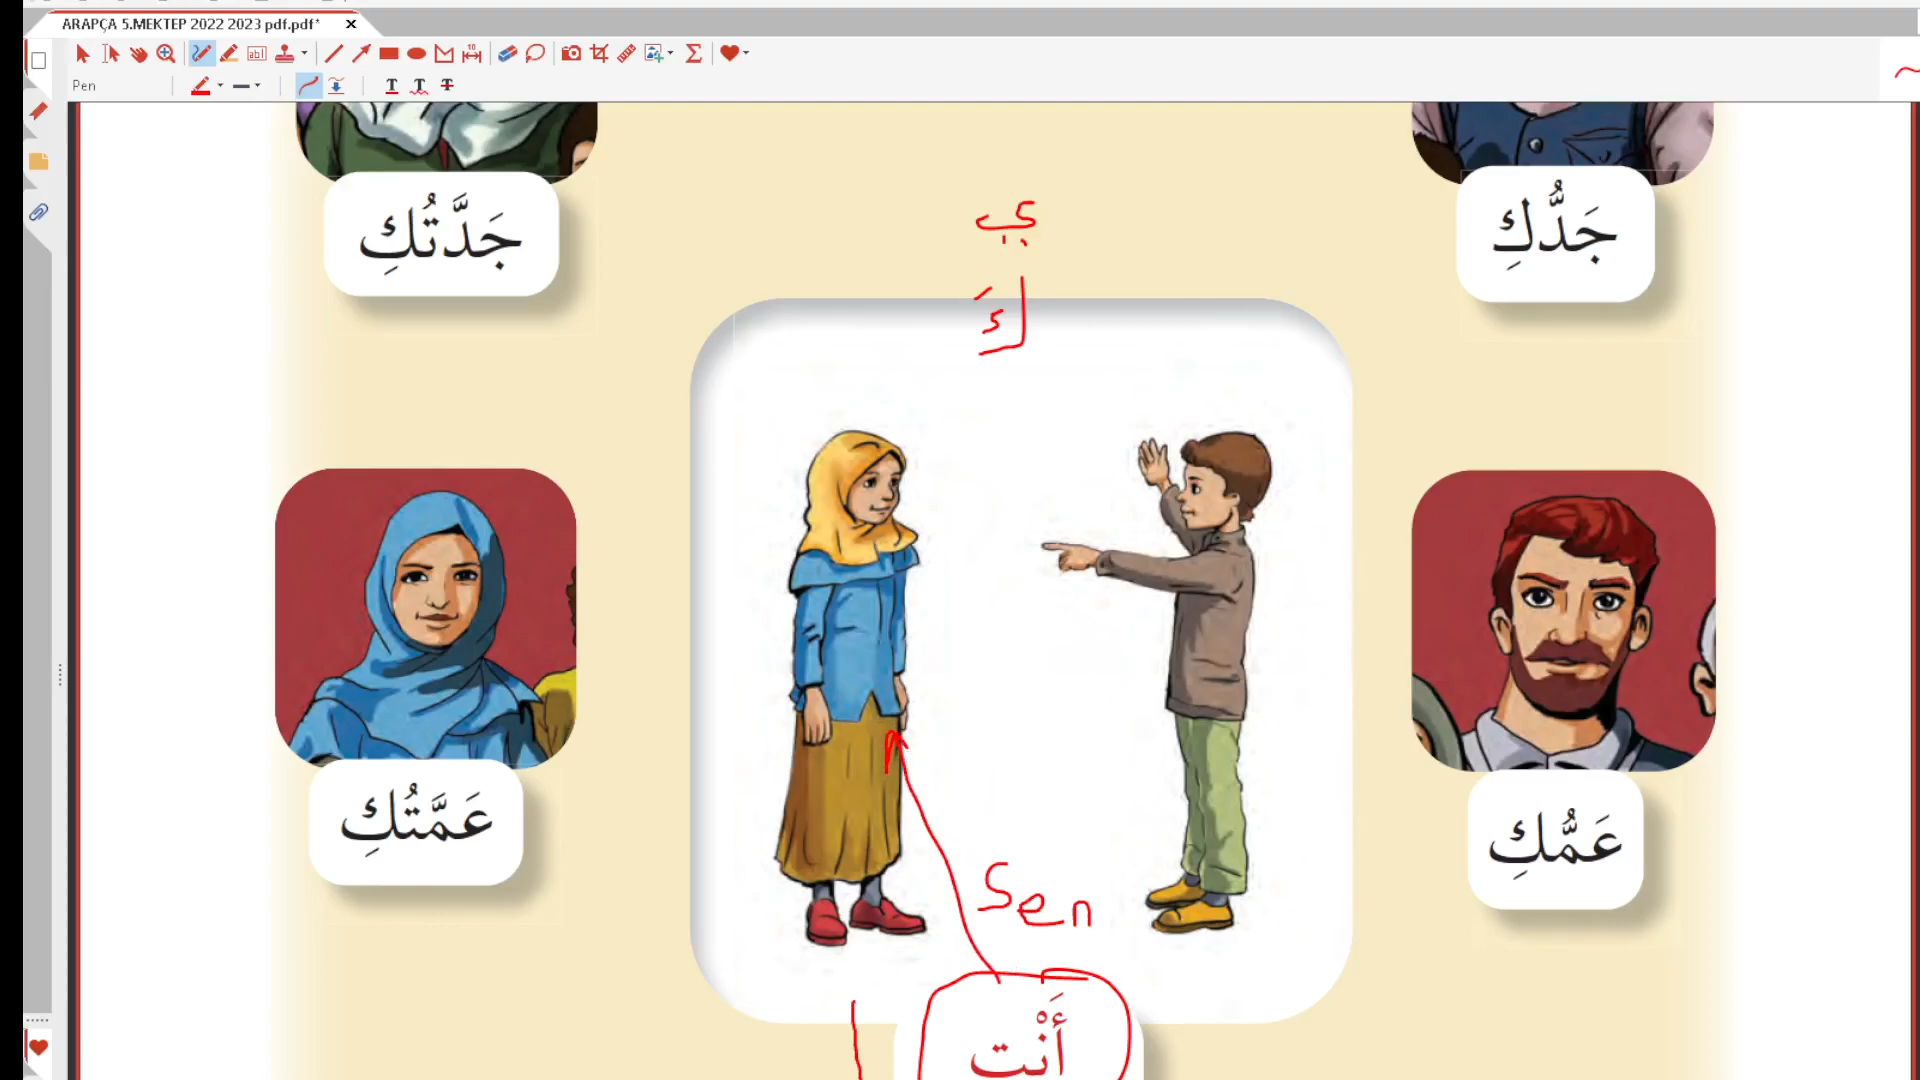 ARAPÇA 5.MEKTEP 2022 2023 pdf.pdf*
Pen
جَدَّتُكِ
جَدُّكِ
ي
كَ
عَمَّتُكِ
عَمُّكِ
Sen
أَنْت